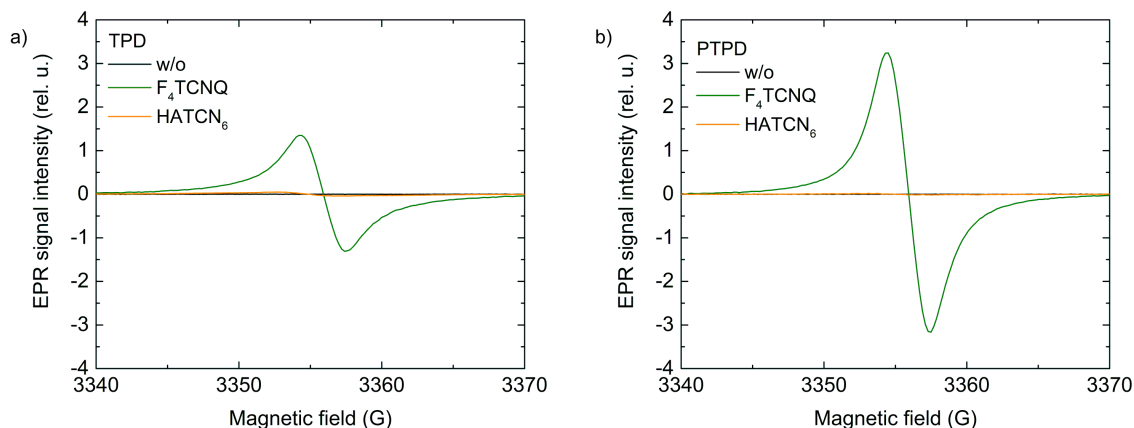 a)
TPD
w/o
F₄TCNQ
HATCN₆
EPR signal intensity (rel. u.)
4
3
2
1
0
-1
-2
-3
-4
3340 3350 3360 3370
Magnetic field (G)
b)
PTPD
w/o
F₄TCNQ
HATCN₆
EPR signal intensity (rel. u.)
4
3
2
1
0
-1
-2
-3
-4
3340 3350 3360 3370
Magnetic field (G)